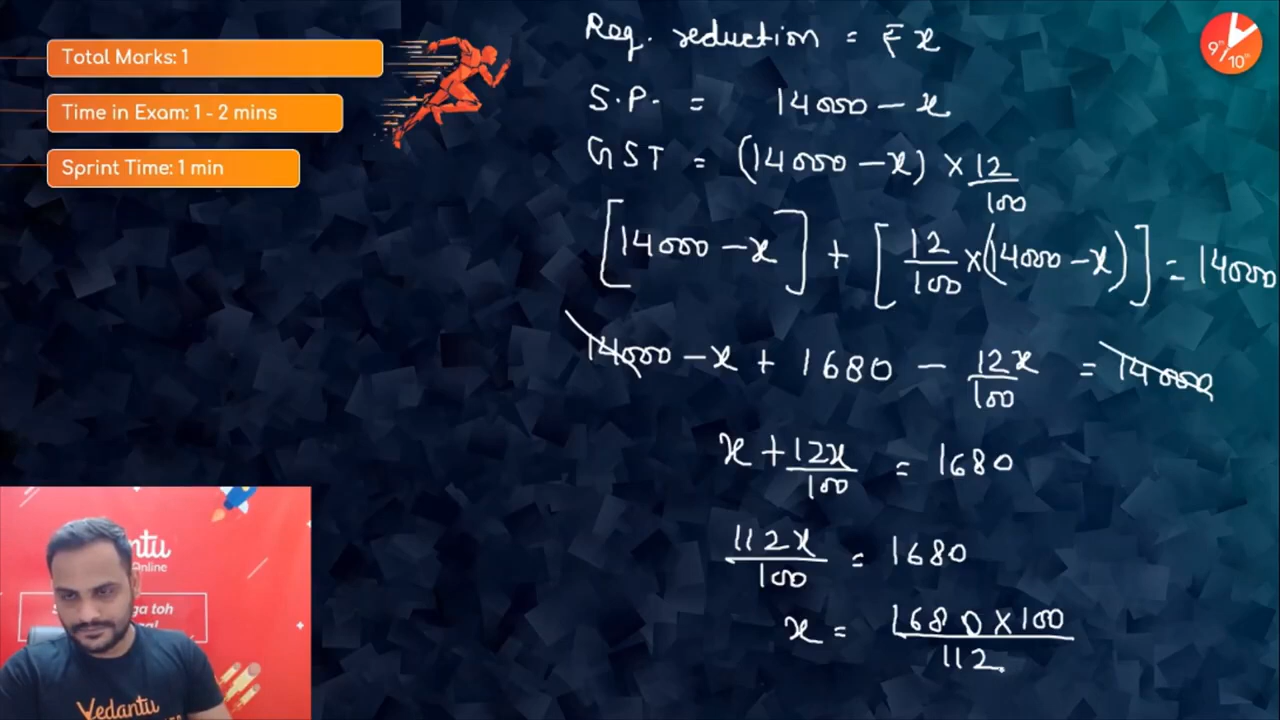 Total Marks: 1
Time in Exam: 1 - 2 mins
Sprint Time: 1 min
9th/10th
Req. reduction = ₹ x
S.P. = 14000 - x
GST = (14000 - x) × 12/100
[14000 - x] + [12/100 × (14000 - x)] = 14000
14000 - x + 1680 - 12x/100 = 14000
x + 12x/100 = 1680
112x/100 = 1680
x = 1680 × 100/112
Vedantu